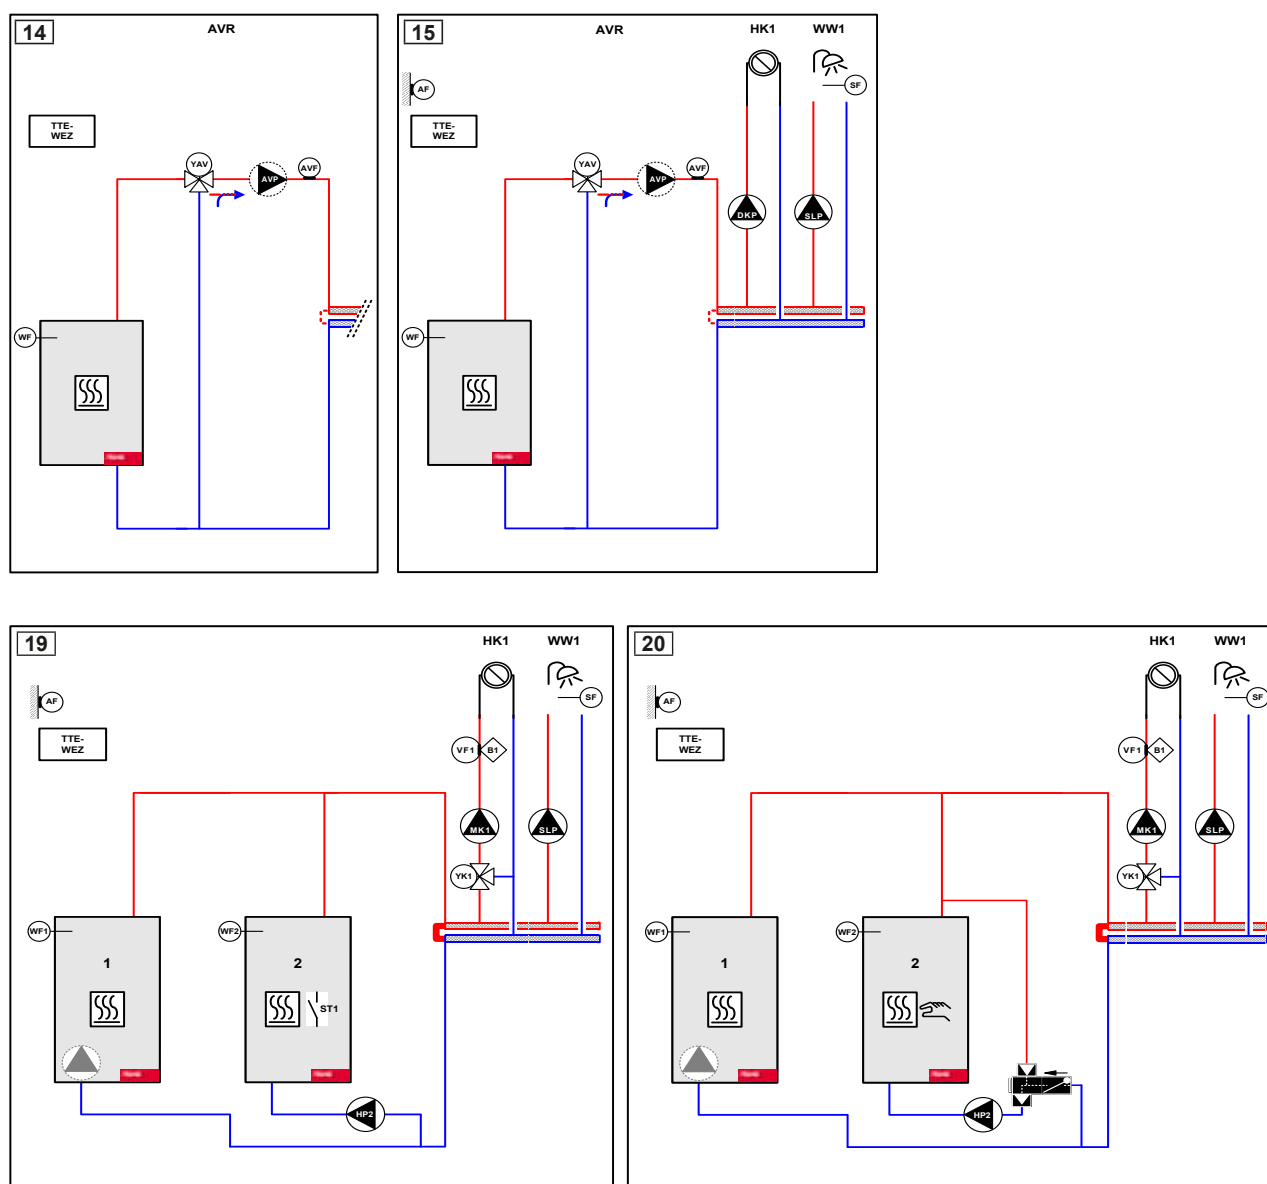 14
AVR
TTE-
WEZ
YAV
AVP
AVF
WF
15
AVR
HK1
WW1
AF
SF
TTE-
WEZ
YAV
AVP
AVF
DKP
SLP
WF
19
HK1
WW1
AF
SF
TTE-
WEZ
VF1
B1
MK1
SLP
YK1
WF1
WF2
1
2
ST1
HP2
20
HK1
WW1
AF
SF
TTE-
WEZ
VF1
B1
MK1
SLP
YK1
WF1
WF2
1
2
HP2